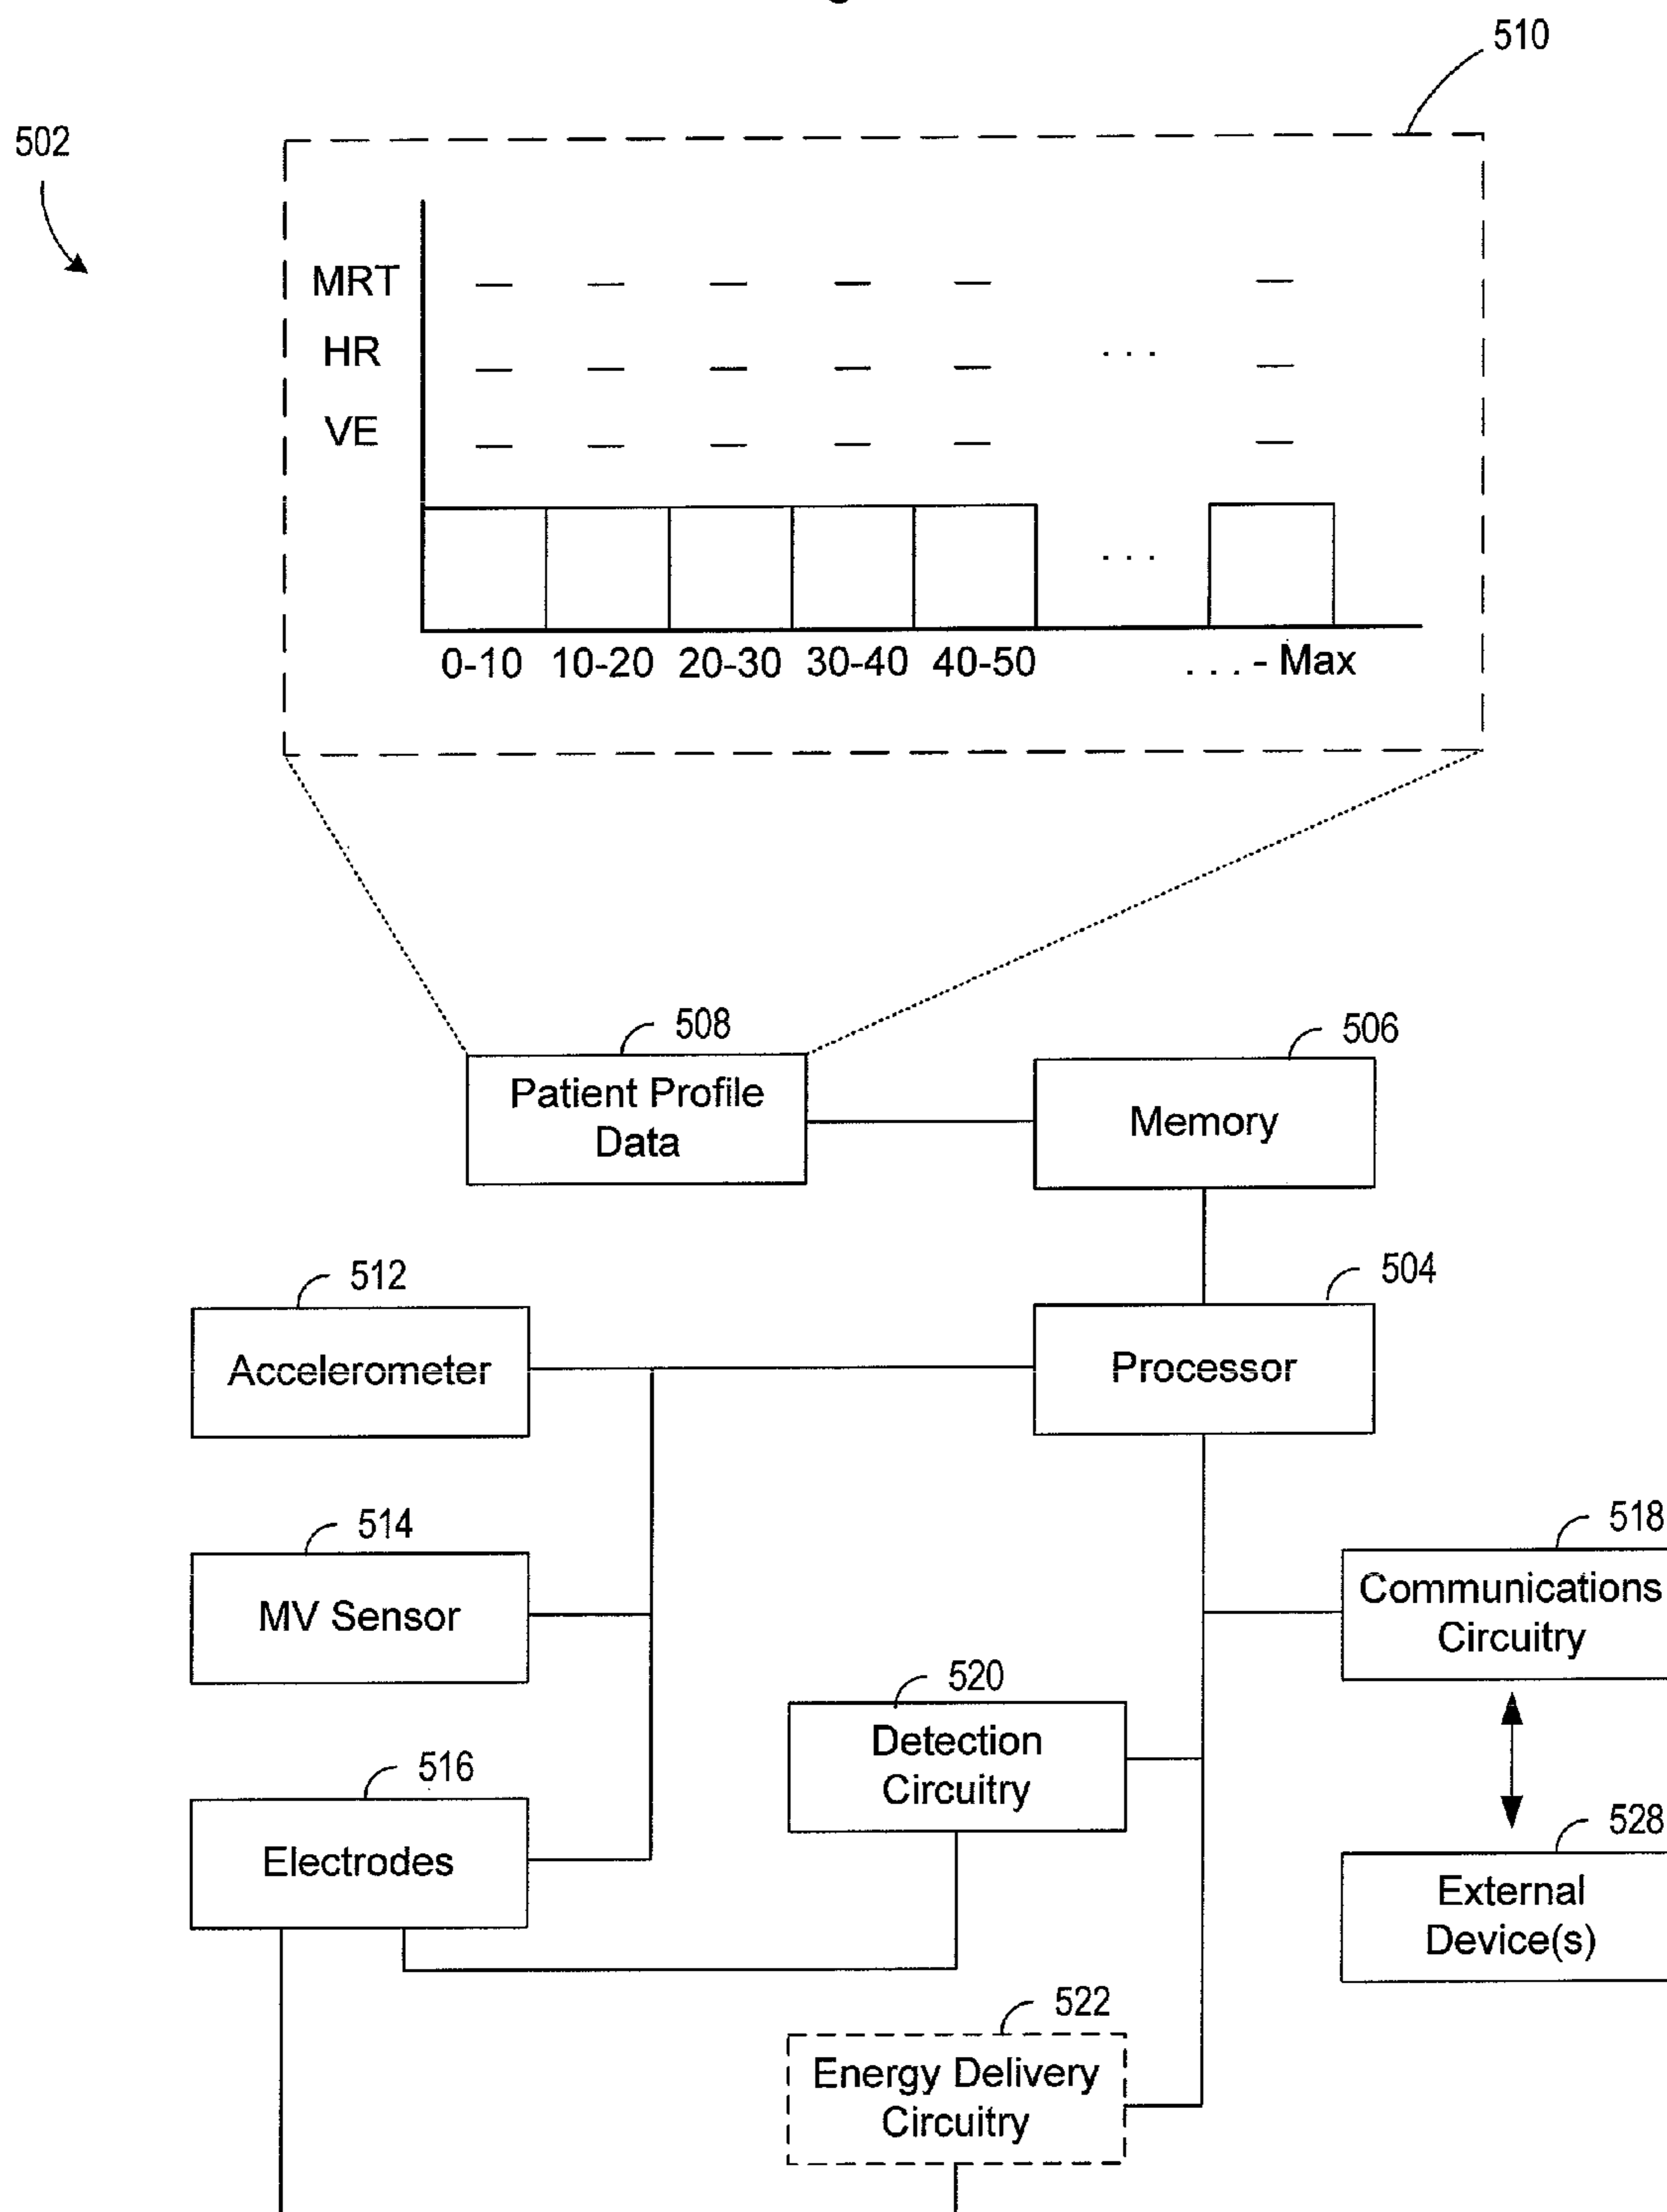 510
502
MRT
HR
. . .
VE
. . .
0-10 10-20 20-30 30-40 40-50 . . . - Max
508
506
Patient Profile
Data
Memory
512
504
Accelerometer
Processor
514
518
MV Sensor
Communications
Circuitry
520
Detection
Circuitry
516
528
Electrodes
External
Device(s)
522
Energy Delivery
Circuitry